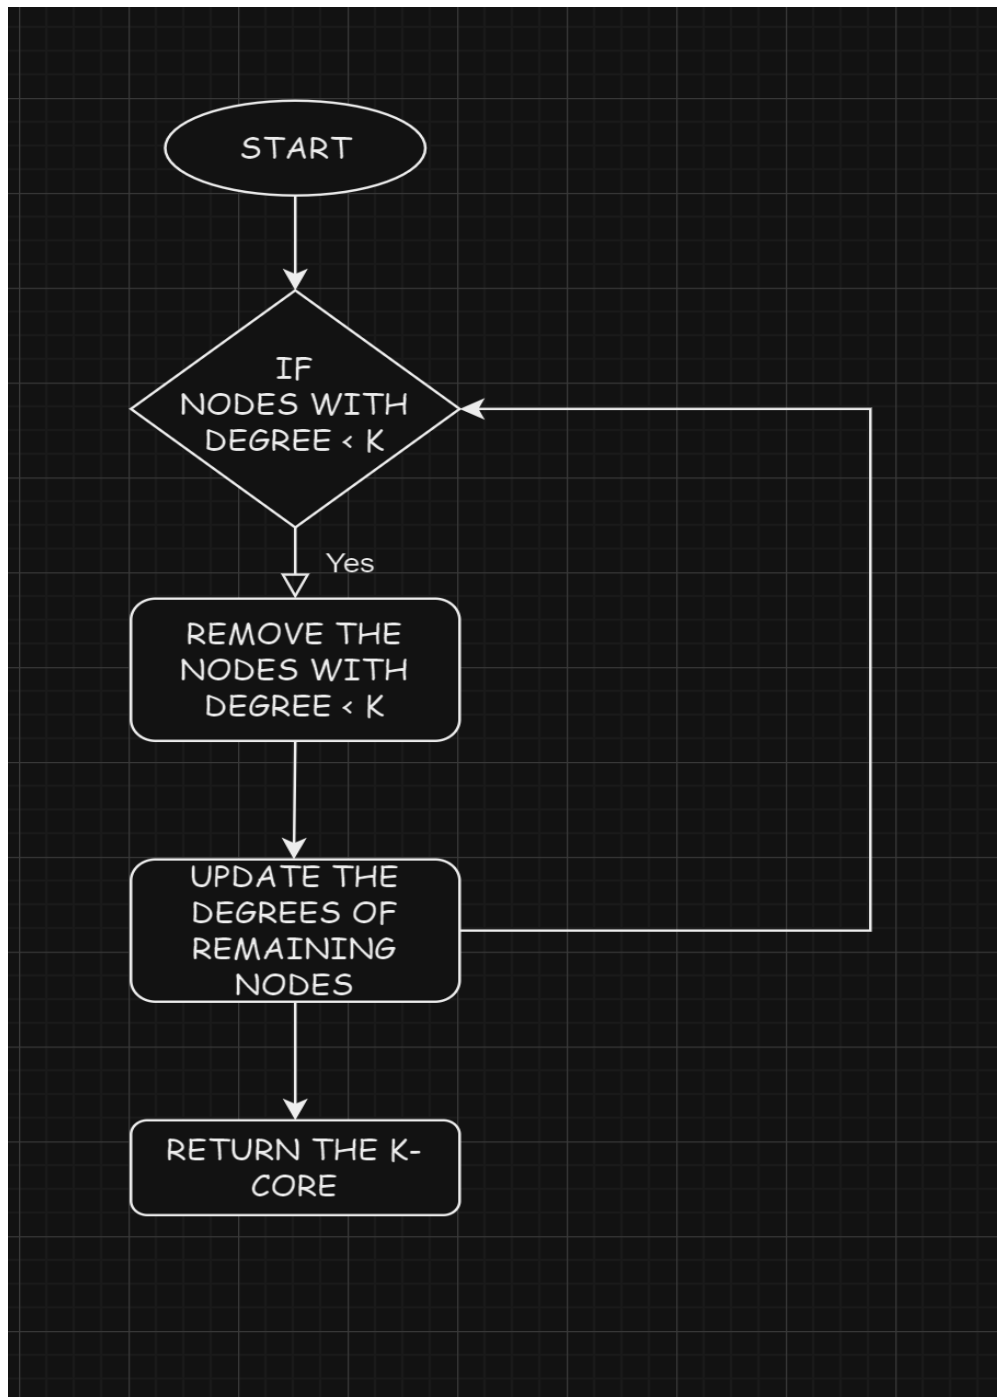 START
IF
NODES WITH
DEGREE < K
Yes
REMOVE THE
NODES WITH
DEGREE < K
UPDATE THE
DEGREES OF
REMAINING
NODES
RETURN THE K-
CORE